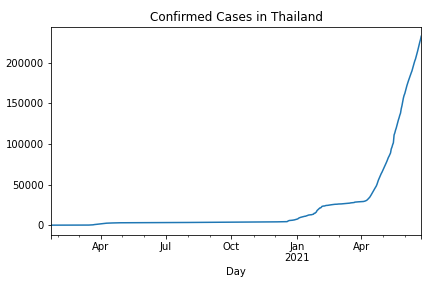 Confirmed Cases in Thailand
200000
150000
100000
50000
0
Apr
Jul
Oct
Jan
2021
Apr
Day